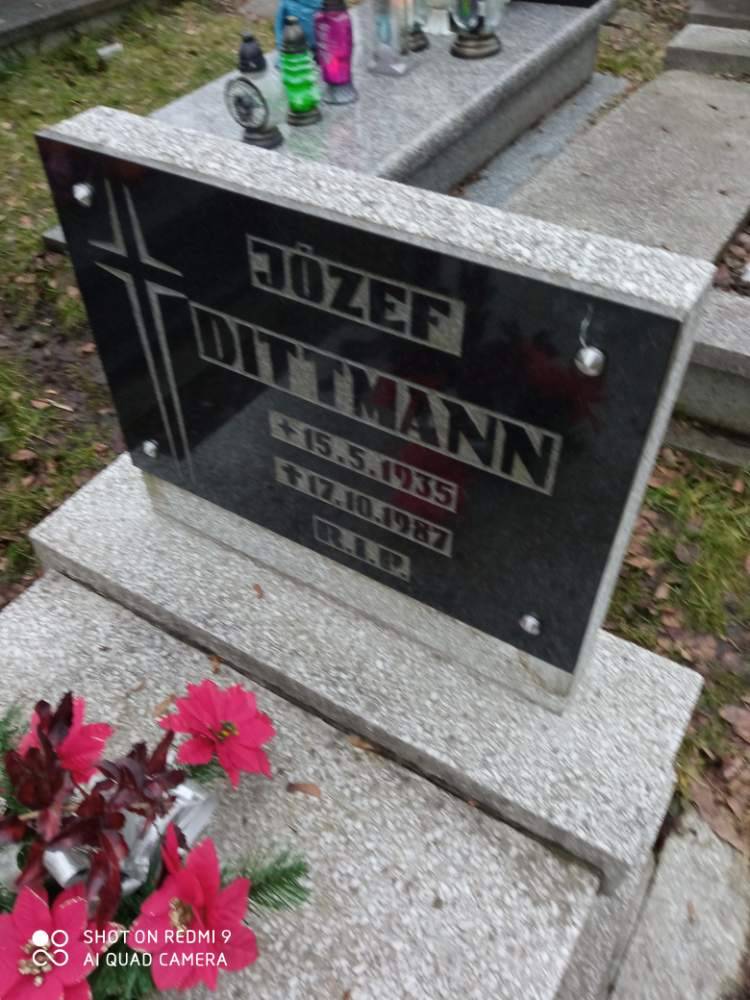 JÓZEF
DITTMANN
+15.5.1935
✝17.10.1987
R.I.P.
SHOT ON REDMI 9
AI QUAD CAMERA